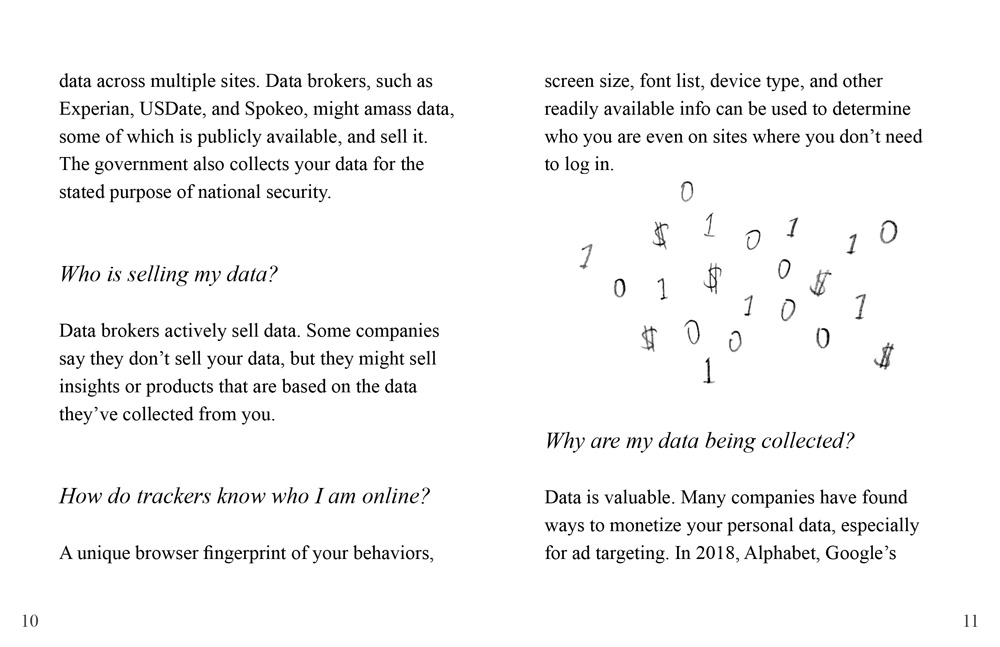 data across multiple sites. Data brokers, such as
Experian, USDate, and Spokeo, might amass data,
some of which is publicly available, and sell it.
The government also collects your data for the
stated purpose of national security.
Who is selling my data?
Data brokers actively sell data. Some companies
say they don’t sell your data, but they might sell
insights or products that are based on the data
they’ve collected from you.
How do trackers know who I am online?
A unique browser fingerprint of your behaviors,
10
screen size, font list, device type, and other
readily available info can be used to determine
who you are even on sites where you don’t need
to log in.
0
$ 1 0 1 1 0
1
0 1 $ 0 $
1 0 1
$ 0 0 0 $
1
Why are my data being collected?
Data is valuable. Many companies have found
ways to monetize your personal data, especially
for ad targeting. In 2018, Alphabet, Google’s
11